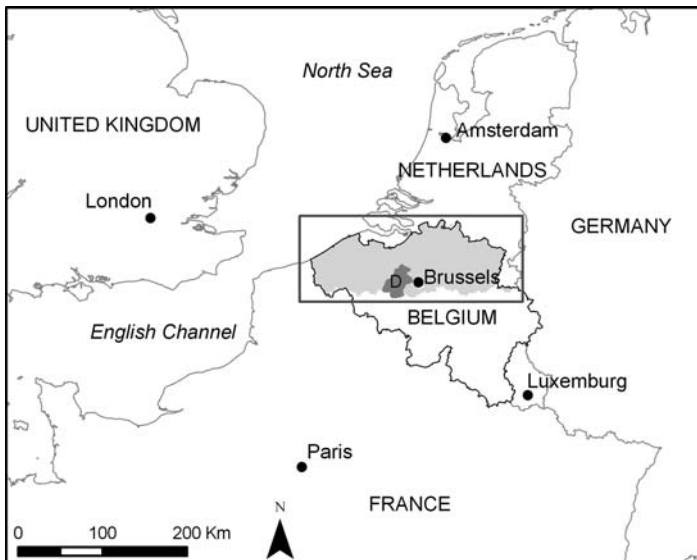 North Sea
UNITED KINGDOM
Amsterdam
NETHERLANDS
London
GERMANY
D
Brussels
BELGIUM
English Channel
Luxemburg
Paris
FRANCE
N
0 100 200 Km